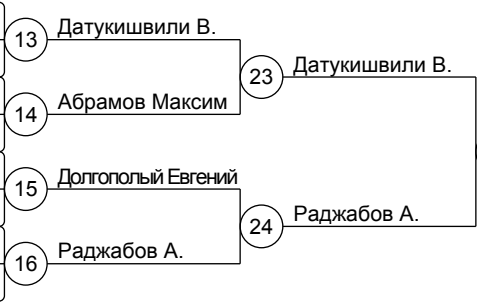 13 Датукишвили В.
23 Датукишвили В.
14 Абрамов Максим
15 Долгополый Евгений
24 Раджабов А.
16 Раджабов А.